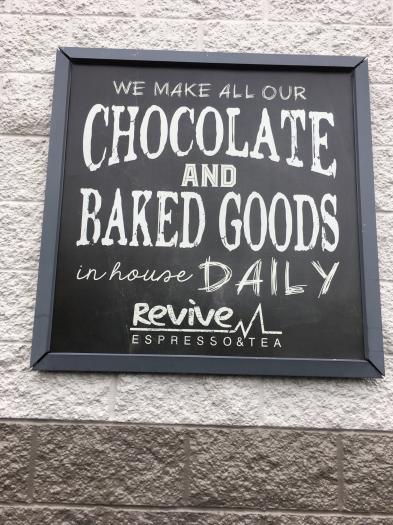 WE MAKE ALL OUR
CHOCOLATE
AND
BAKED GOODS
in house DAILY
Revive
ESPRESSO&TEA